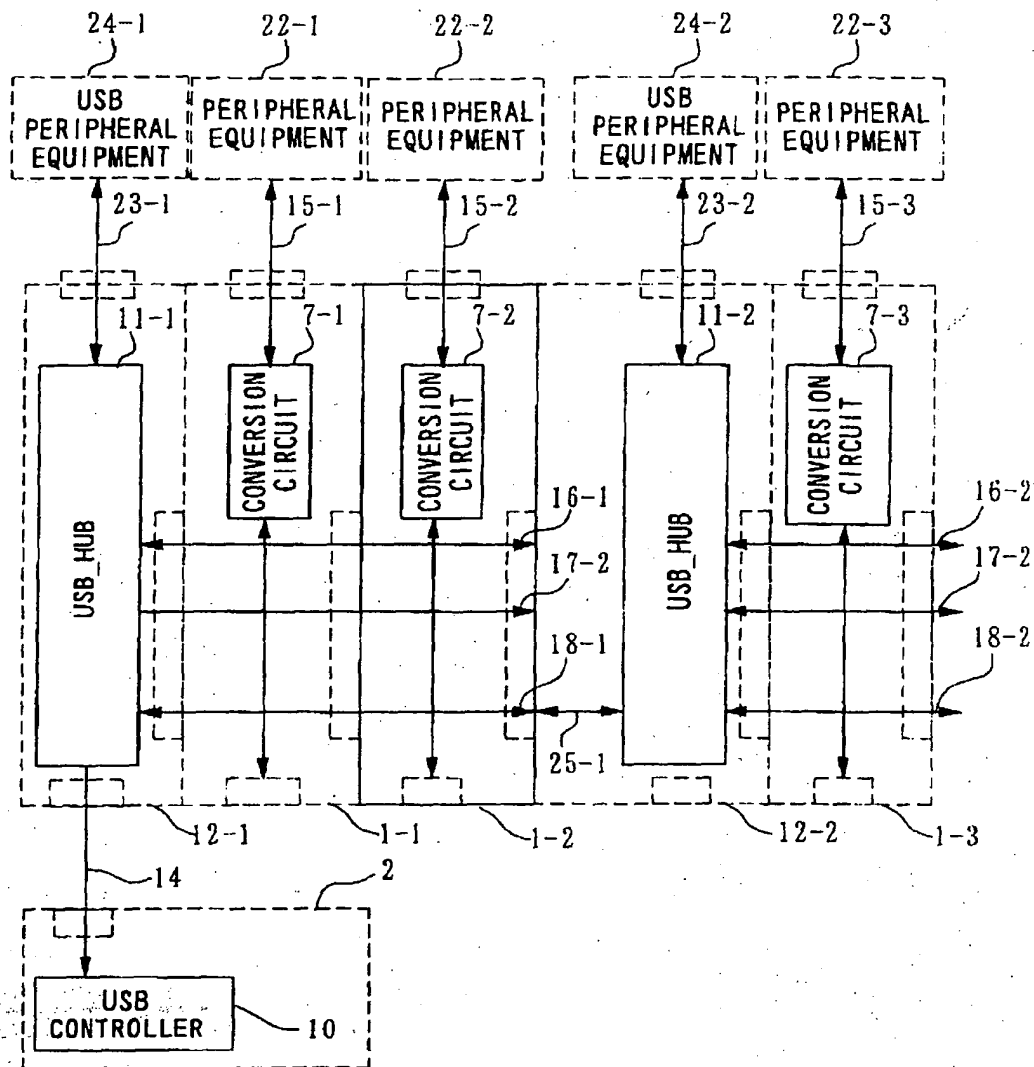 24-1 22-1 22-2 24-2 22-3
USB
PERIPHERAL
EQUIPMENT
PERIPHERAL
EQUIPMENT
PERIPHERAL
EQUIPMENT
USB
PERIPHERAL
EQUIPMENT
PERIPHERAL
EQUIPMENT
23-1 15-1 15-2 23-2 15-3
11-1 7-1 7-2 11-2 7-3
USB_HUB
CONVERSION
CIRCUIT
CONVERSION
CIRCUIT
USB_HUB
CONVERSION
CIRCUIT
16-1 16-2
17-2 17-2
18-1 18-2
25-1
12-1 1-1 1-2 12-2 1-3
14 2
USB
CONTROLLER
10